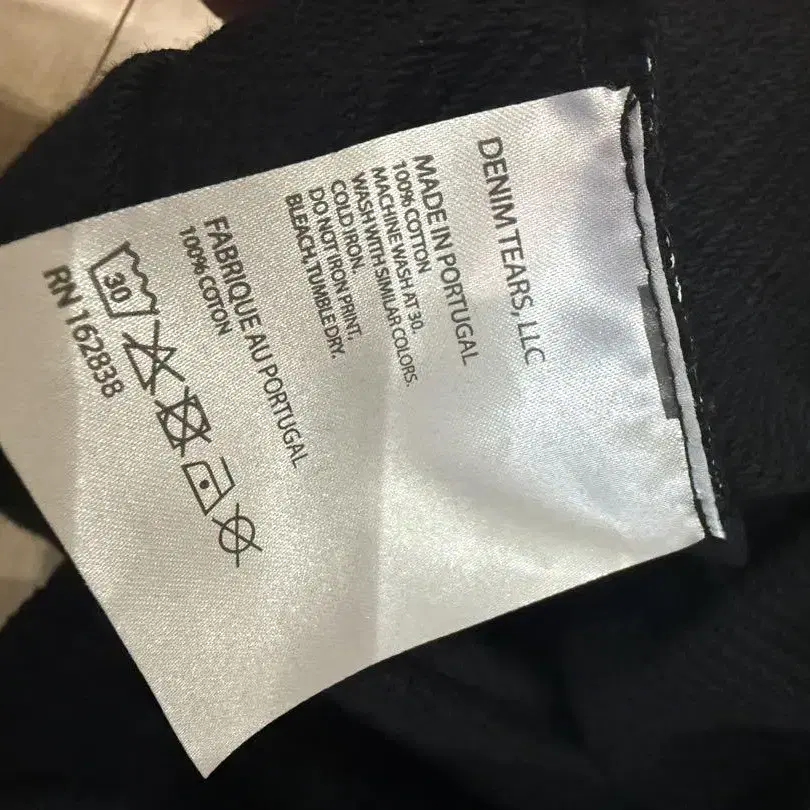 DENIM TEARS, LLC
MADE IN PORTUGAL
100% COTTON
MACHINE WASH AT 30.
WASH WITH SIMILAR COLORS.
COLD IRON.
DO NOT IRON PRINT,
BLEACH, TUMBLE DRY.
FABRIQUE AU PORTUGAL
100% COTON
30
RN 162838